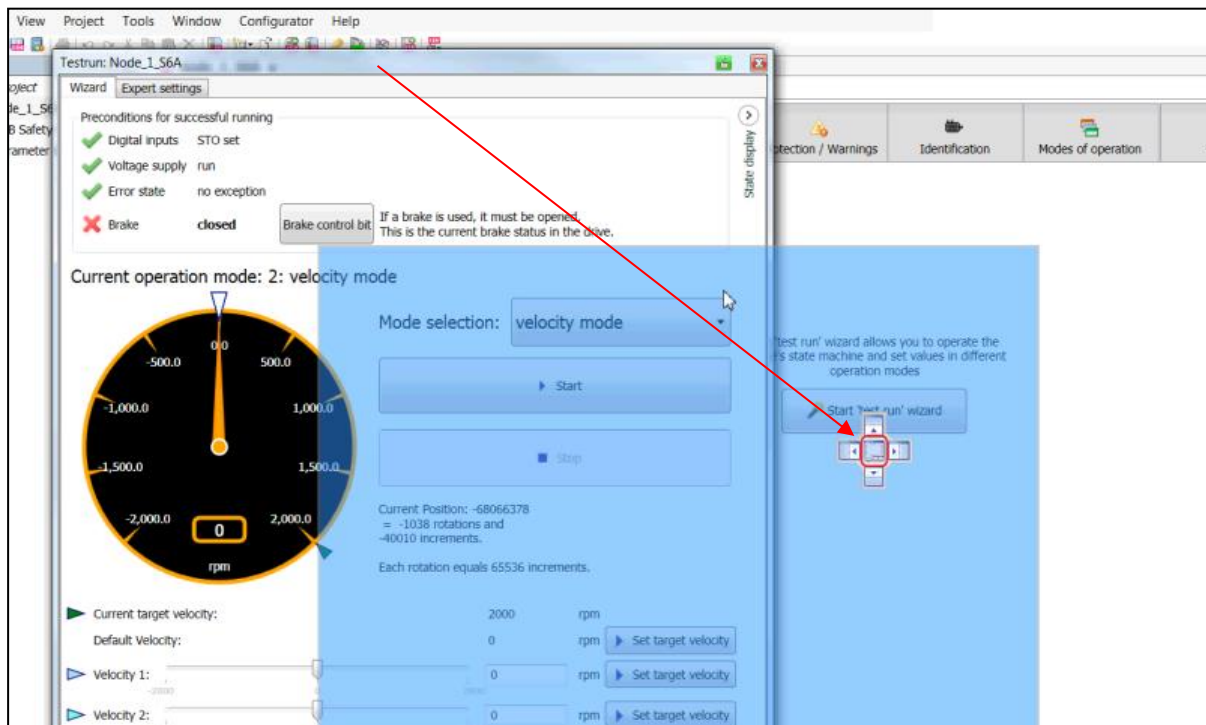 View Project Tools Window Configurator Help
Testrun: Node_1_S6A
oject
Wizard Expert settings
de_1_S6
B Safety
rameter
Preconditions for successful running
Digital inputs STO set
Voltage supply run
Error state no exception
Brake closed Brake control bit
If a brake is used, it must be opened.
This is the current brake status in the drive.
State display
otection / Warnings Identification Modes of operation
Current operation mode: 2: velocity mode
0.0
-500.0 500.0
-1,000.0 1,000.0
-1,500.0 1,500.0
-2,000.0 2,000.0
0
rpm
Mode selection: velocity mode
Start
Stop
Current Position: -68066378
= -1038 rotations and
-40010 increments.
Each rotation equals 65536 increments.
'test run' wizard allows you to operate the
's state machine and set values in different
operation modes
Start 'test run' wizard
Current target velocity: 2000 rpm
Default Velocity: 0 rpm Set target velocity
Velocity 1: 0 rpm Set target velocity
-2000 0
Velocity 2: 0 rpm Set target velocity